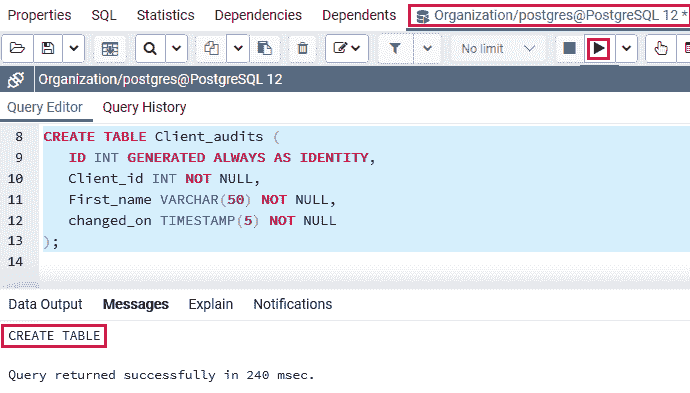 Properties SQL Statistics Dependencies Dependents Organization/postgres@PostgreSQL 12 *
No limit
Organization/postgres@PostgreSQL 12
Query Editor Query History
8 CREATE TABLE Client_audits (
9 ID INT GENERATED ALWAYS AS IDENTITY,
10 Client_id INT NOT NULL,
11 First_name VARCHAR(50) NOT NULL,
12 changed_on TIMESTAMP(5) NOT NULL
13 );
14
Data Output Messages Explain Notifications
CREATE TABLE
Query returned successfully in 240 msec.